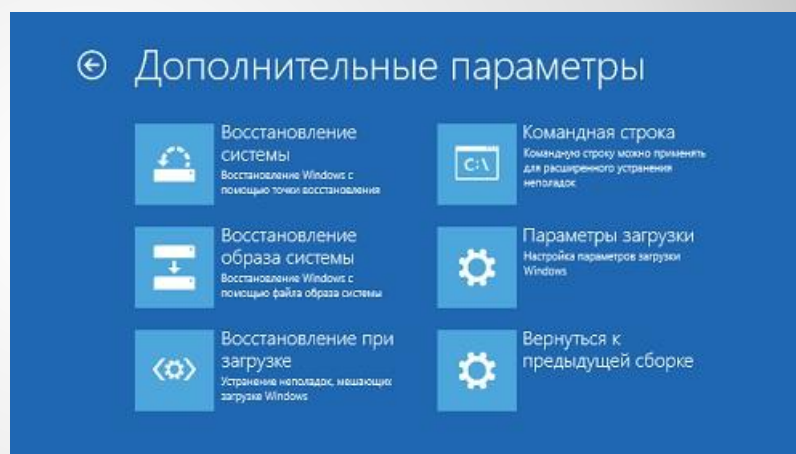 Дополнительные параметры
Восстановление
системы
Восстановление Windows с
помощью точки восстановления
Восстановление
образа системы
Восстановление Windows с
помощью файла образа системы
Восстановление при
загрузке
Устранение неполадок, мешающих
загрузке Windows
C:\
Командная строка
Командную строку можно применять
для расширенного устранения
неполадок
Параметры загрузки
Настройка параметров загрузки
Windows
Вернуться к
предыдущей сборке